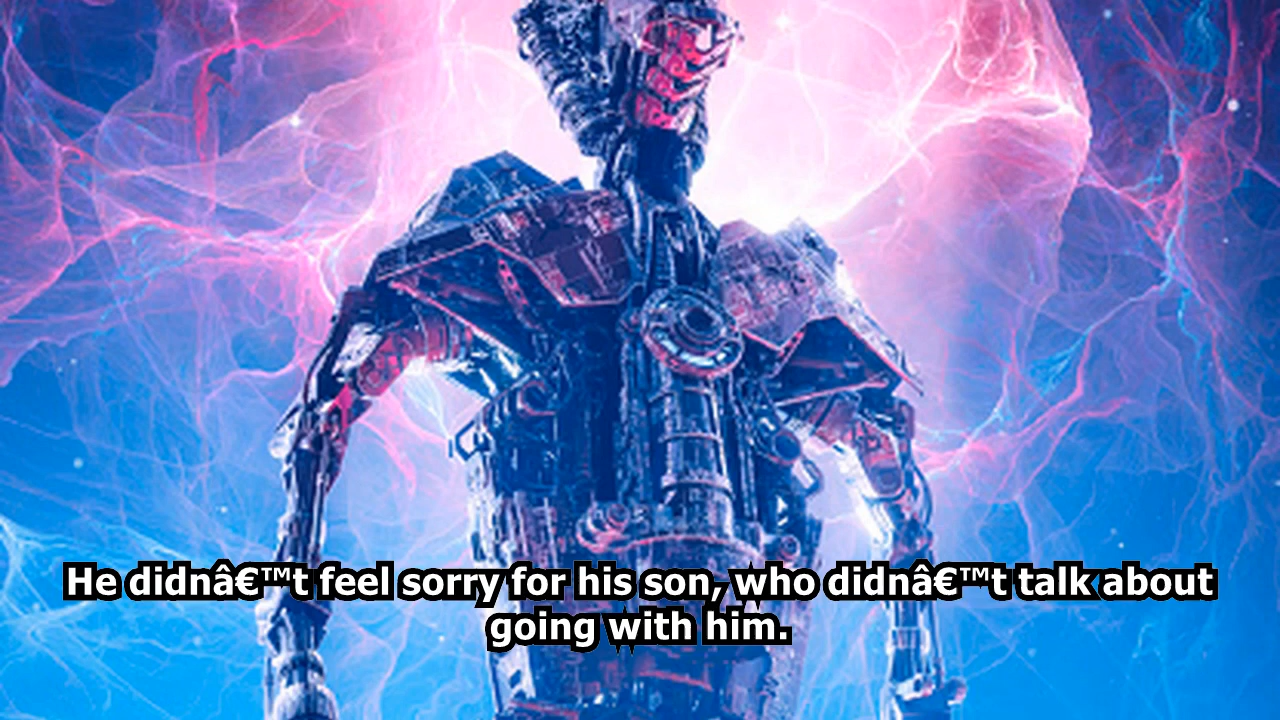 He didnâ€™t feel sorry for his son, who didnâ€™t talk about
going with him.